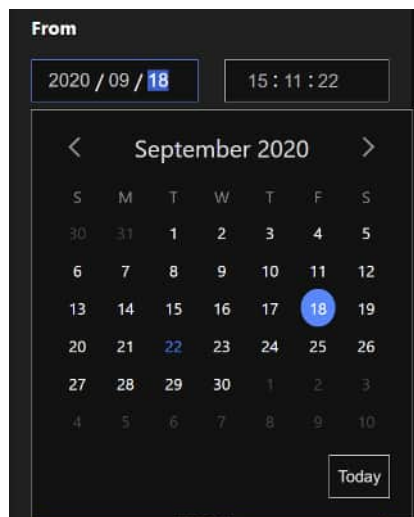 From
2020 / 09 / 18 15 : 11 : 22
September 2020
S M T W T F S
30 31 1 2 3 4 5
6 7 8 9 10 11 12
13 14 15 16 17 18 19
20 21 22 23 24 25 26
27 28 29 30 1 2 3
4 5 6 7 8 9 10
Today